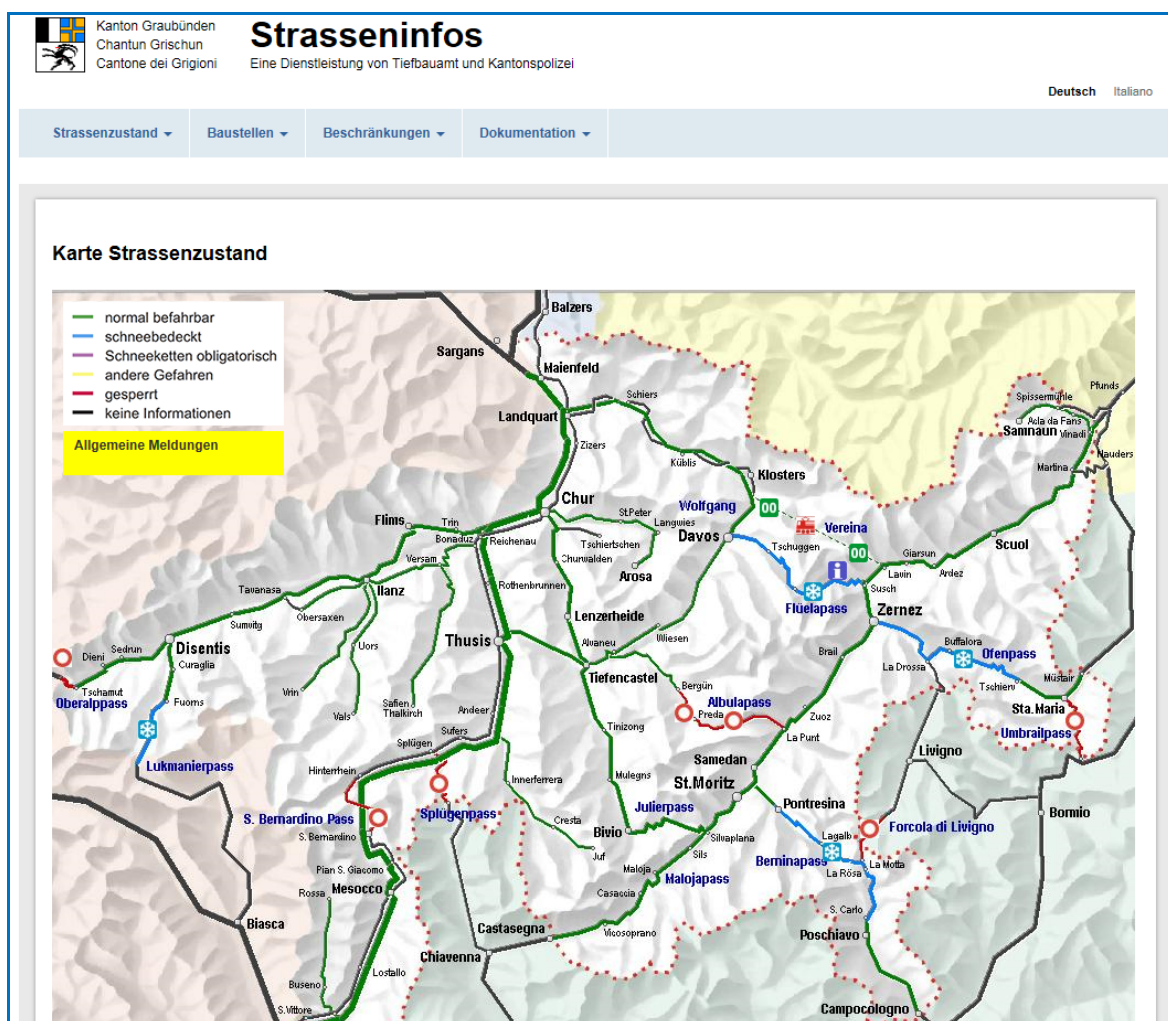 Kanton Graubünden
Chantun Grischun
Cantone dei Grigioni
Strasseninfos
Eine Dienstleistung von Tiefbauamt und Kantonspolizei
Deutsch Italiano
Strassenzustand
Baustellen
Beschränkungen
Dokumentation
Karte Strassenzustand
normal befahrbar
schneebedeckt
Schneeketten obligatorisch
andere Gefahren
gesperrt
keine Informationen
Allgemeine Meldungen
Balzers
Sargans
Maienfeld
Pfunds
Spissermühle
Schiers
Landquart
Acla da Fans
Samnaun
Vinadi
Zizers
Nauders
Küblis
Klosters
Martina
Chur
Wolfgang
00
Flims
Trin
St.Peter
Langwies
Vereina
Bonaduz
Reichenau
Tschiertschen
Davos
Scuol
Versam
Churwalden
Tschuggen
00
Giarsun
Arosa
Lavin
Ardez
Tavanasa
Ilanz
Rothenbrunnen
Susch
Obersaxen
Flüelapass
Zernez
Sumvitg
Lenzerheide
Thusis
Alvaneu
Wiesen
Disentis
Uors
Buffalora
Ofenpass
Sedrun
Dieni
Curaglia
Brail
La Drossa
Tiefencastel
Müstair
Tschierv
Tschamut
Bergün
Oberalppass
Fuoms
Vrin
Safien
Thalkirch
Vals
Andeer
Albulapass
Preda
Zuoz
Sta.Maria
Tinizong
La Punt
Umbrailpass
Sufers
Splügen
Livigno
Lukmanierpass
Samedan
Hinterrhein
Innerferrera
Mulegns
St.Moritz
Pontresina
Julierpass
S. Bernardino Pass
Splügenpass
Bormio
Cresta
Bivio
Lagalb
Forcola di Livigno
S. Bernardino
Silvaplana
Juf
Sils
Berninapass
La Motta
Pian S. Giacomo
Maloja
Malojapass
La Rösa
Rossa
Mesocco
Casaccia
S. Carlo
Biasca
Castasegna
Vicosoprano
Poschiavo
Chiavenna
Lostallo
Buseno
S.Vittore
Campocologno